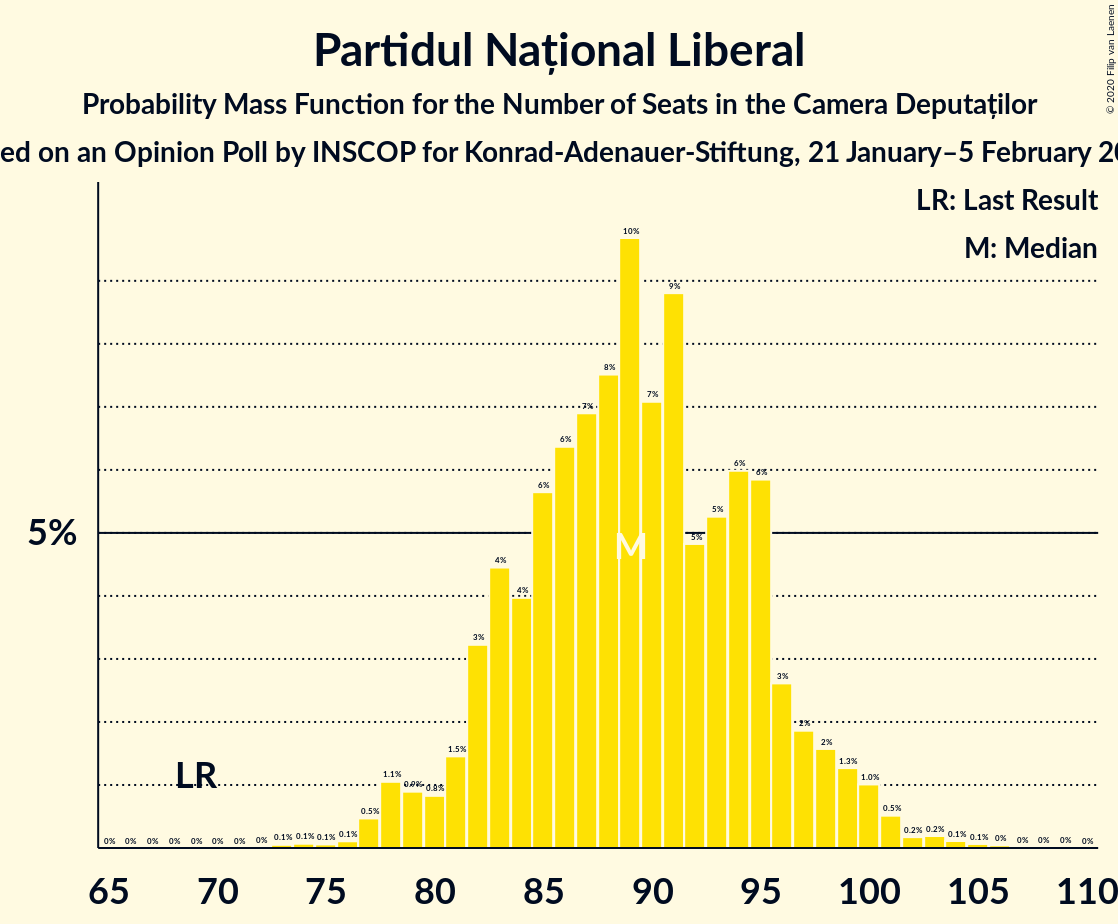 Partidul Național Liberal
Probability Mass Function for the Number of Seats in the Camera Deputaților
ed on an Opinion Poll by INSCOP for Konrad-Adenauer-Stiftung, 21 January–5 February 20
© 2020 Filip van Laenen
LR: Last Result
M: Median
5%
LR
M
0% 0% 0% 0% 0% 0% 0% 0% 0.1% 0.1% 0.1% 0.1% 0.5% 1.1% 0.9% 0.8% 1.5% 3% 4% 4% 6% 6% 7% 8% 10% 7% 9% 5% 5% 6% 6% 3% 2% 2% 1.3% 1.0% 0.5% 0.2% 0.2% 0.1% 0.1% 0% 0% 0% 0% 0%
65 70 75 80 85 90 95 100 105 110